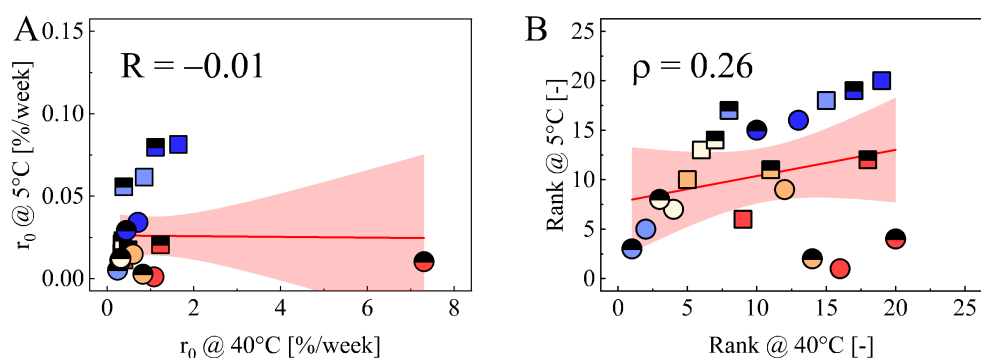 A
R = –0.01
r₀ @ 5°C [%/week]
0.15
0.10
0.05
0.00
0 2 4 6 8
r₀ @ 40°C [%/week]
B
ρ = 0.26
Rank @ 5°C [-]
25
20
15
10
5
0
0 5 10 15 20 25
Rank @ 40°C [-]